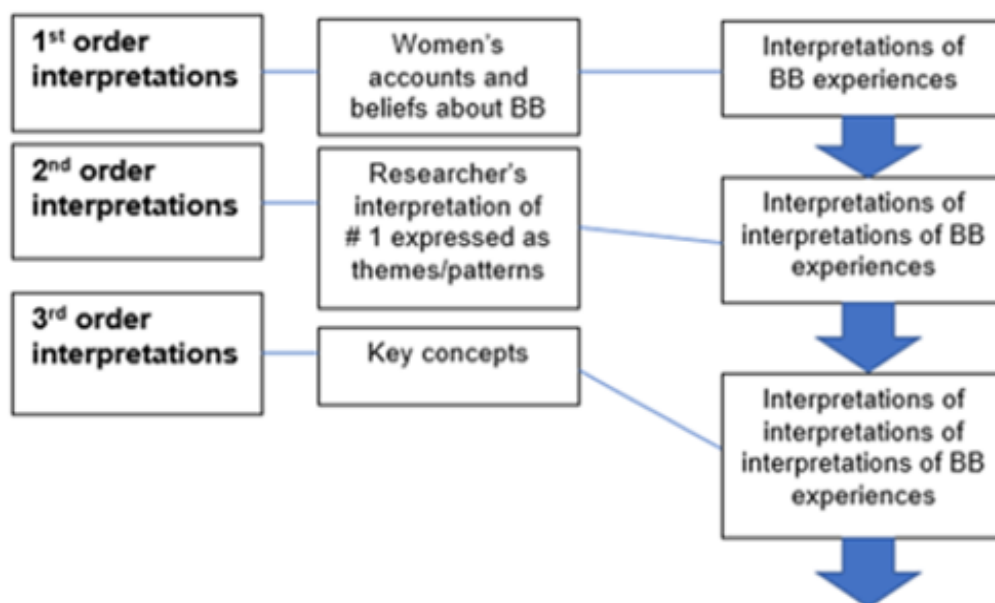 1st order
interpretations
Women's
accounts and
beliefs about BB
Interpretations of
BB experiences
2nd order
interpretations
Researcher's
interpretation of
# 1 expressed as
themes/patterns
Interpretations of
interpretations of BB
experiences
3rd order
interpretations
Key concepts
Interpretations of
interpretations of
interpretations of BB
experiences